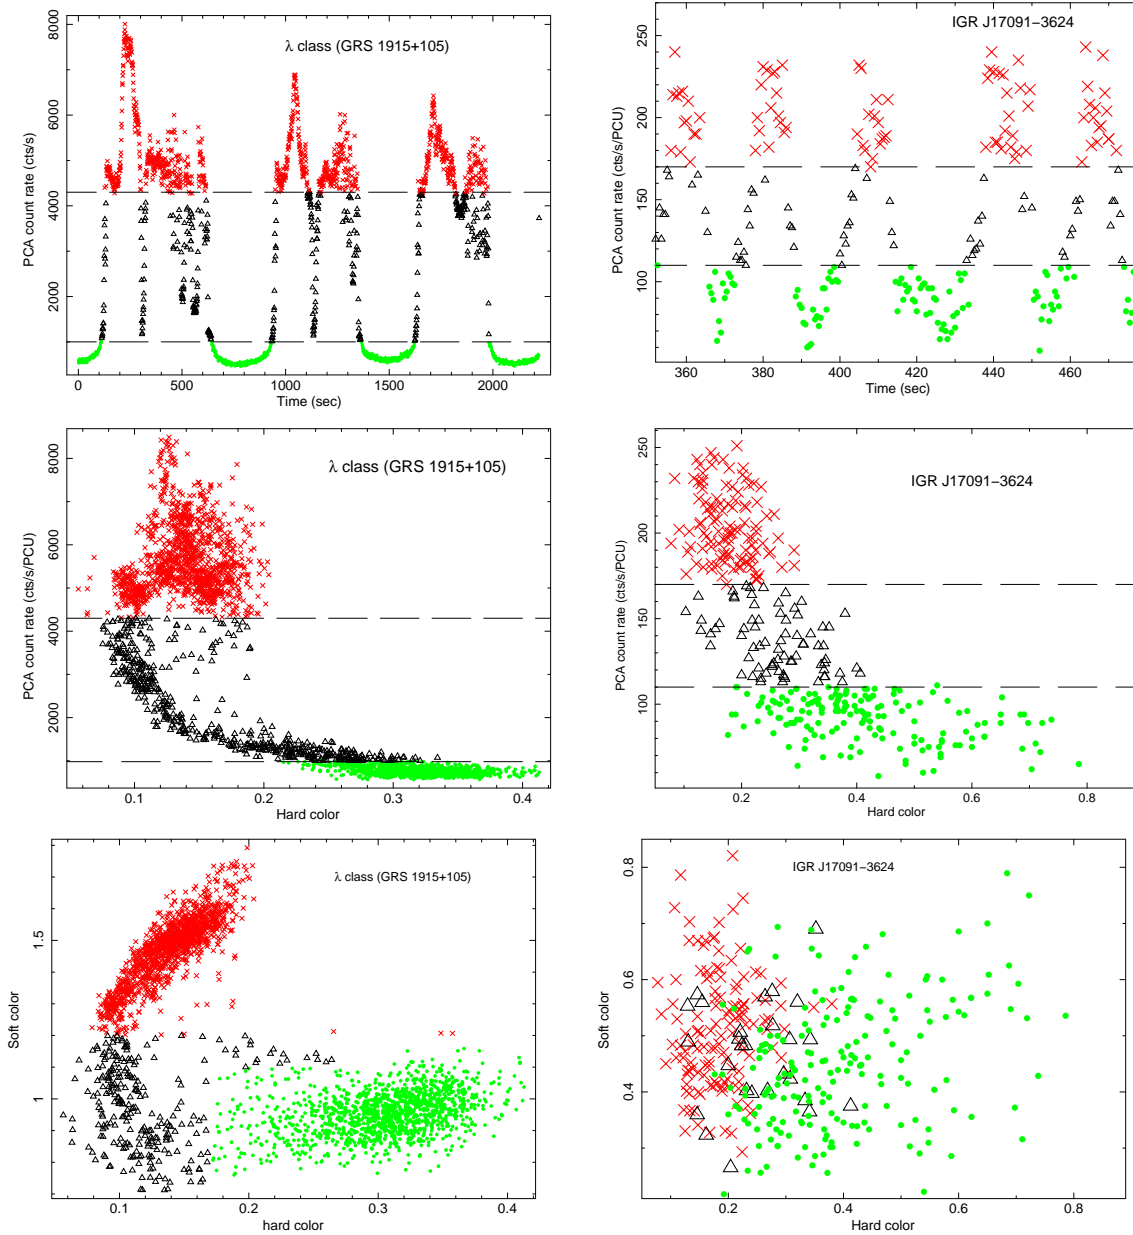 λ class (GRS 1915+105)
PCA count rate (cts/s)
2000 4000 6000 8000
0 500 1000 1500 2000
Time (sec)
IGR J17091−3624
PCA count rate (cts/s/PCU)
100 150 200 250
360 380 400 420 440 460
Time (sec)
λ class (GRS 1915+105)
PCA count rate (cts/s/PCU)
2000 4000 6000 8000
0.1 0.2 0.3 0.4
Hard color
IGR J17091−3624
PCA count rate (cts/s/PCU)
100 150 200 250
0.2 0.4 0.6 0.8
Hard color
λ class (GRS 1915+105)
Soft color
1 1.5
0.1 0.2 0.3 0.4
hard color
IGR J17091−3624
Soft color
0.4 0.6 0.8
0.2 0.4 0.6 0.8
Hard color